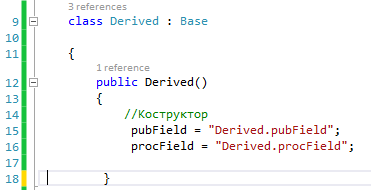 3 references
9 class Derived : Base
10
11 {
1 reference
12 public Derived()
13 {
14 //Коструктор
15 pubField = "Derived.pubField";
16 procField = "Derived.procField";
17
18 }